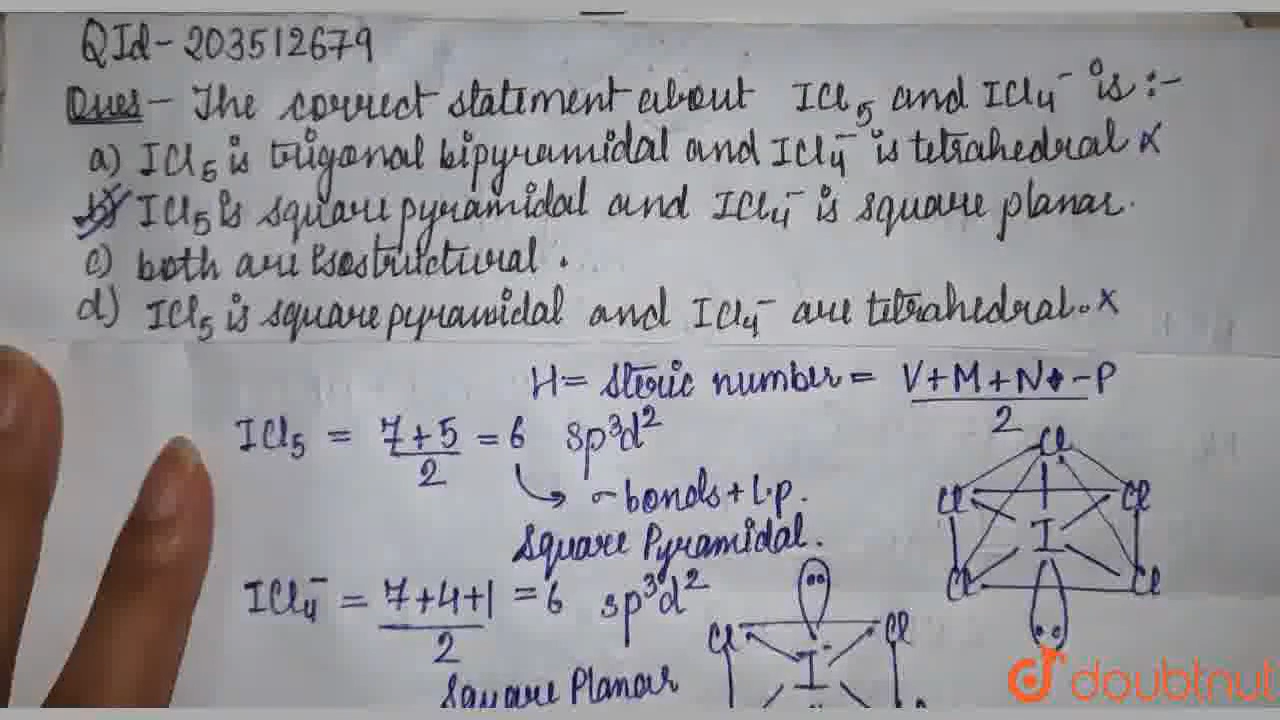 QId-203512679
Ques - The correct statement about ICl5 and ICl4⁻ is :-
a) ICl5 is trigonal bipyramidal and ICl4⁻ is tetrahedral x
b) ICl5 is square pyramidal and ICl4⁻ is square planar.
c) both are isostructural.
d) ICl5 is square pyramidal and ICl4⁻ are tetrahedral. x
H = Steric number = V+M+N-P / 2
ICl5 = 7+5 / 2 = 6 sp³d²
→ σ bonds + l.p.
Square Pyramidal.
Cl
Cl Cl
I
Cl Cl
ICl4⁻ = 7+4+1 / 2 = 6 sp³d²
Square Planar
Cl Cl
I
doubtnut